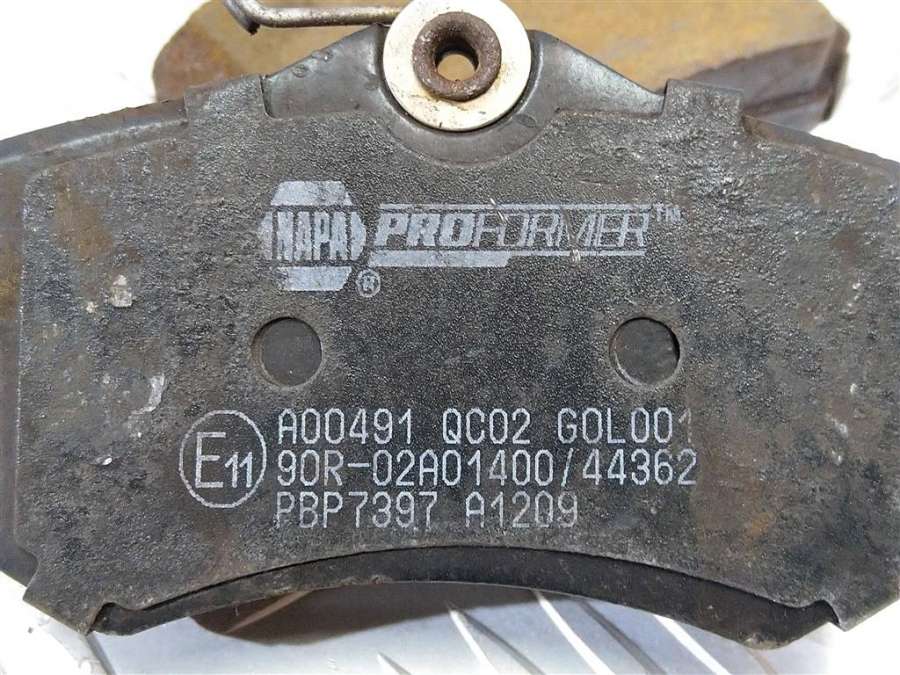 NAPA PROFORMER™
®
E11
A00491 QC02 GOL001
90R-02A01400/44362
PBP7397 A1209